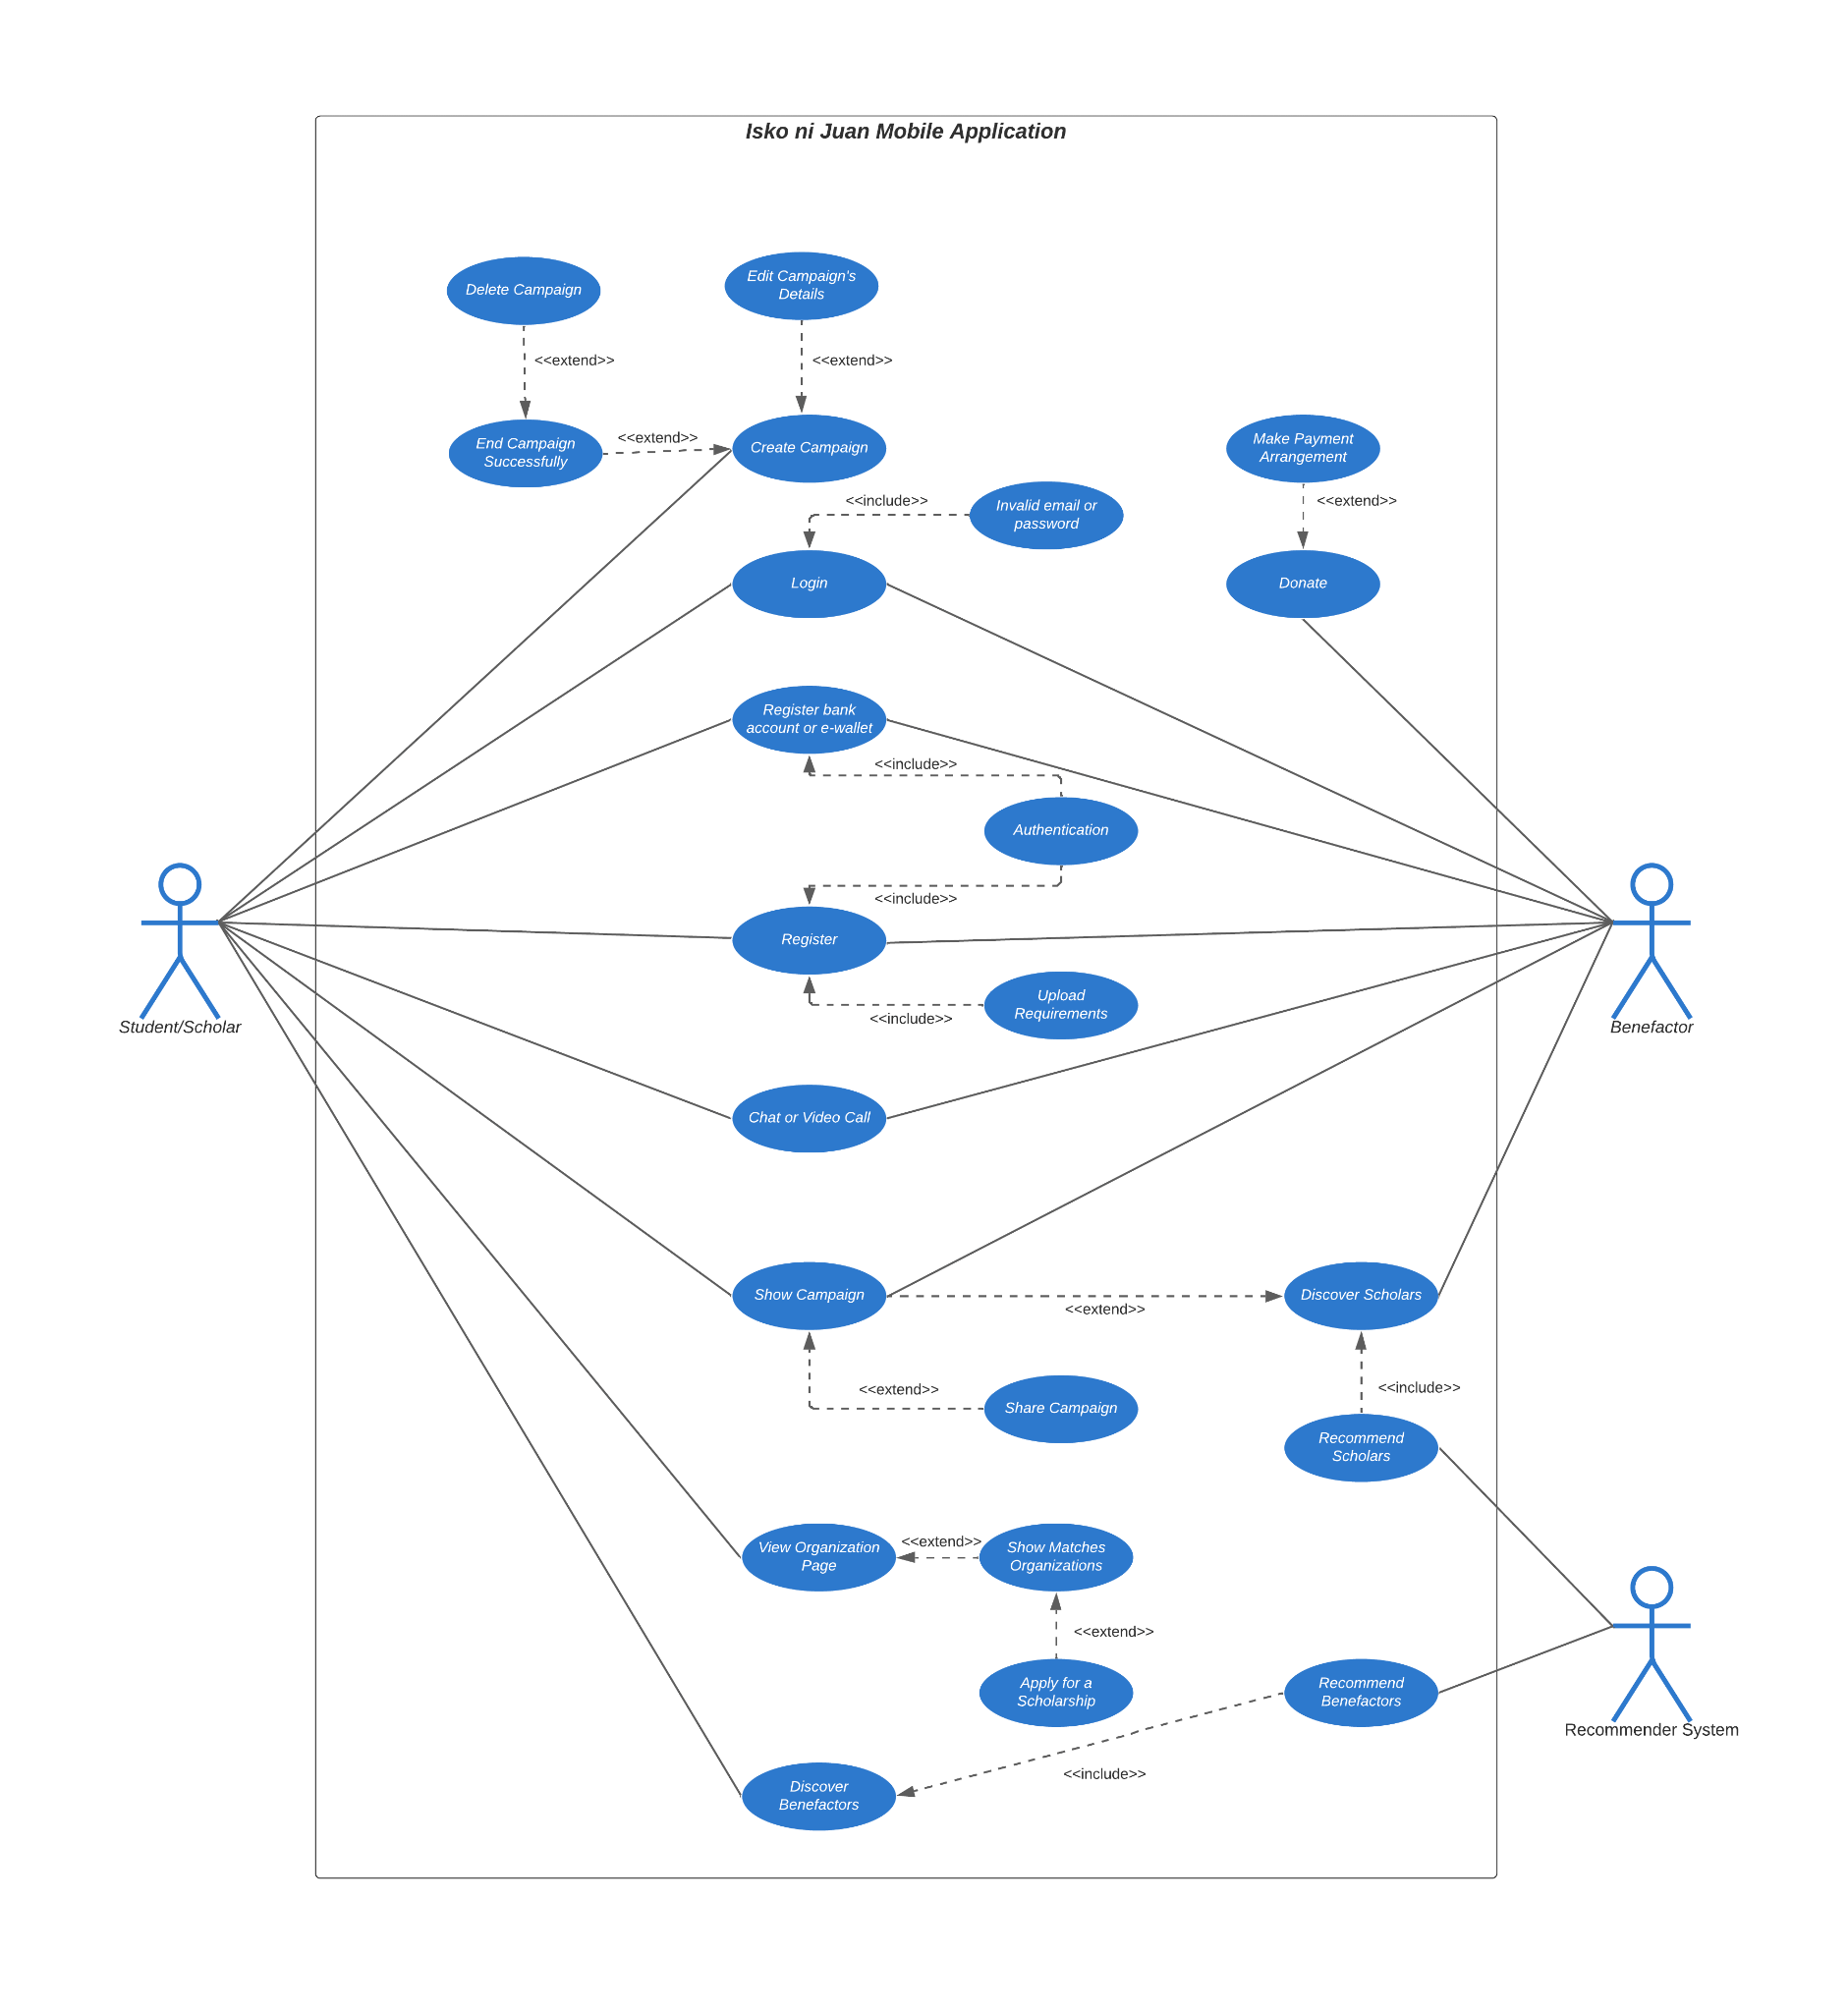 Isko ni Juan Mobile Application
Delete Campaign
Edit Campaign's
Details
<<extend>>
<<extend>>
End Campaign
Successfully
<<extend>>
Create Campaign
Make Payment
Arrangement
<<include>>
Invalid email or
password
<<extend>>
Login
Donate
Register bank
account or e-wallet
<<include>>
Authentication
<<include>>
Register
Upload
Requirements
<<include>>
Student/Scholar
Benefactor
Chat or Video Call
Show Campaign
<<extend>>
Discover Scholars
<<extend>>
Share Campaign
<<include>>
Recommend
Scholars
View Organization
Page
<<extend>>
Show Matches
Organizations
<<extend>>
Apply for a
Scholarship
Recommend
Benefactors
Recommender System
<<include>>
Discover
Benefactors